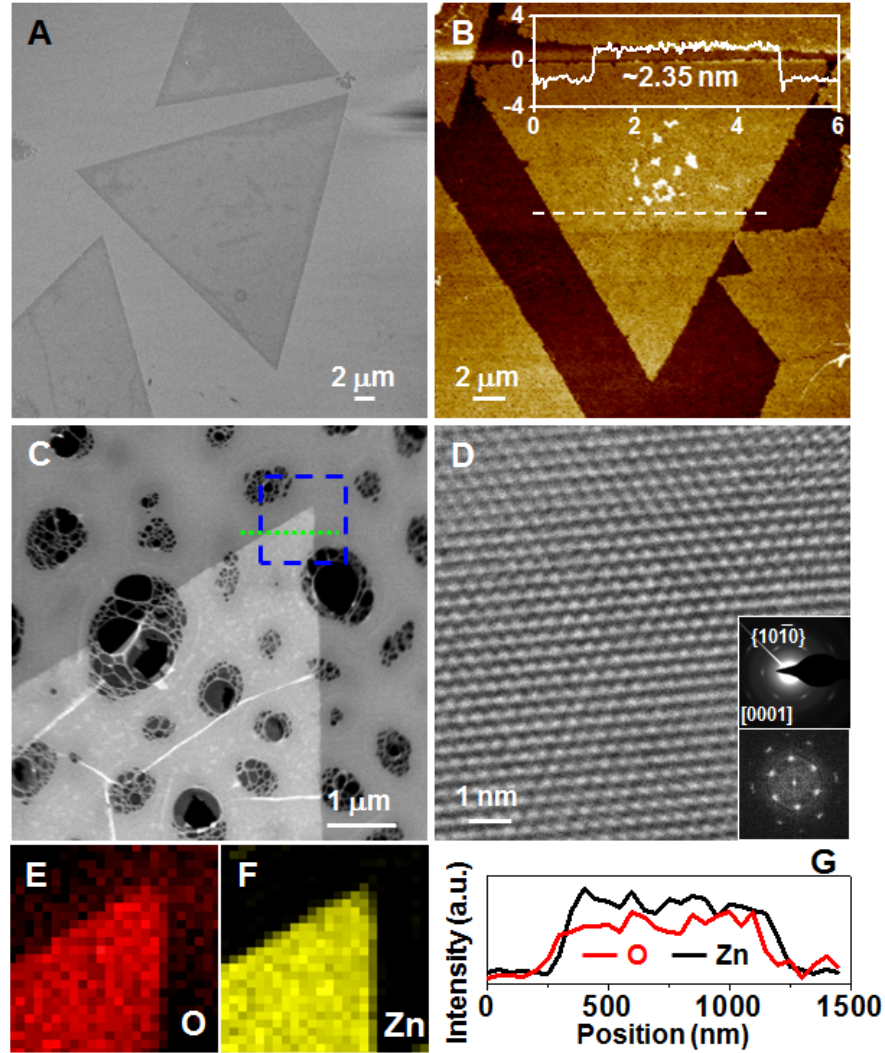 A
2 μm
B
4
0
-4
~2.35 nm
0 2 4 6
2 μm
C
1 μm
D
{101̅0}
[0001]
1 nm
E
O
F
Zn
G
Intensity (a.u.)
O Zn
0 500 1000 1500
Position (nm)